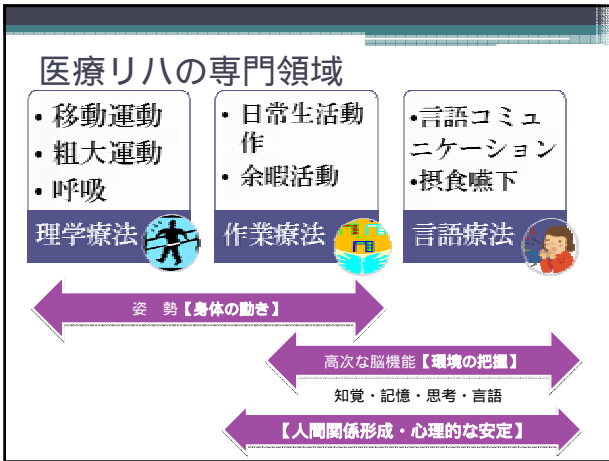 医療リハの専門領域
・移動運動
・粗大運動
・呼吸
理学療法
・日常生活動
作
・余暇活動
作業療法
・言語コミュ
ニケーション
・摂食嚥下
言語療法
姿　勢【身体の動き】
高次な脳機能【環境の把握】
知覚・記憶・思考・言語
【人間関係形成・心理的な安定】